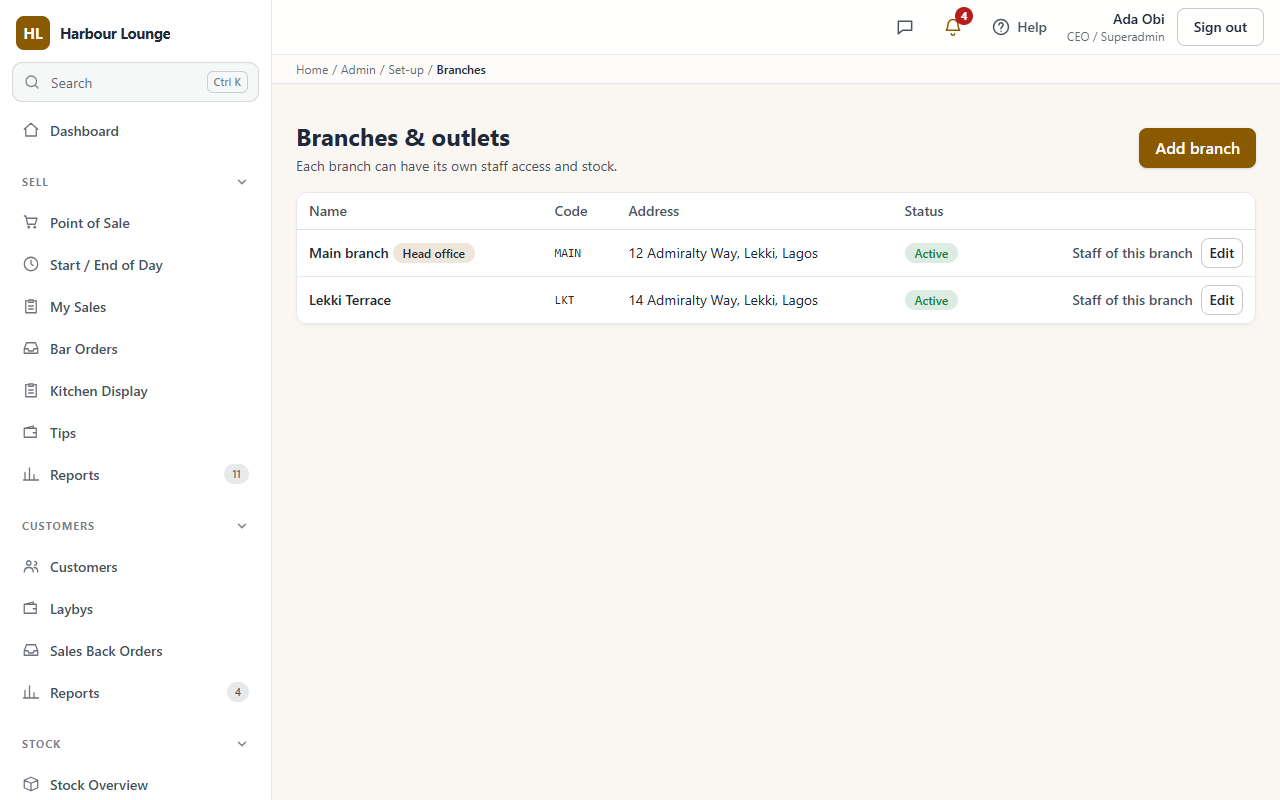 HL Harbour Lounge
Search Ctrl K
Dashboard
SELL
Point of Sale
Start / End of Day
My Sales
Bar Orders
Kitchen Display
Tips
Reports 11
CUSTOMERS
Customers
Laybys
Sales Back Orders
Reports 4
STOCK
Stock Overview
4
Help
Ada Obi
CEO / Superadmin
Sign out
Home / Admin / Set-up / Branches
Branches & outlets
Each branch can have its own staff access and stock.
Add branch
Name Code Address Status
Main branch Head office MAIN 12 Admiralty Way, Lekki, Lagos Active Staff of this branch Edit
Lekki Terrace LKT 14 Admiralty Way, Lekki, Lagos Active Staff of this branch Edit